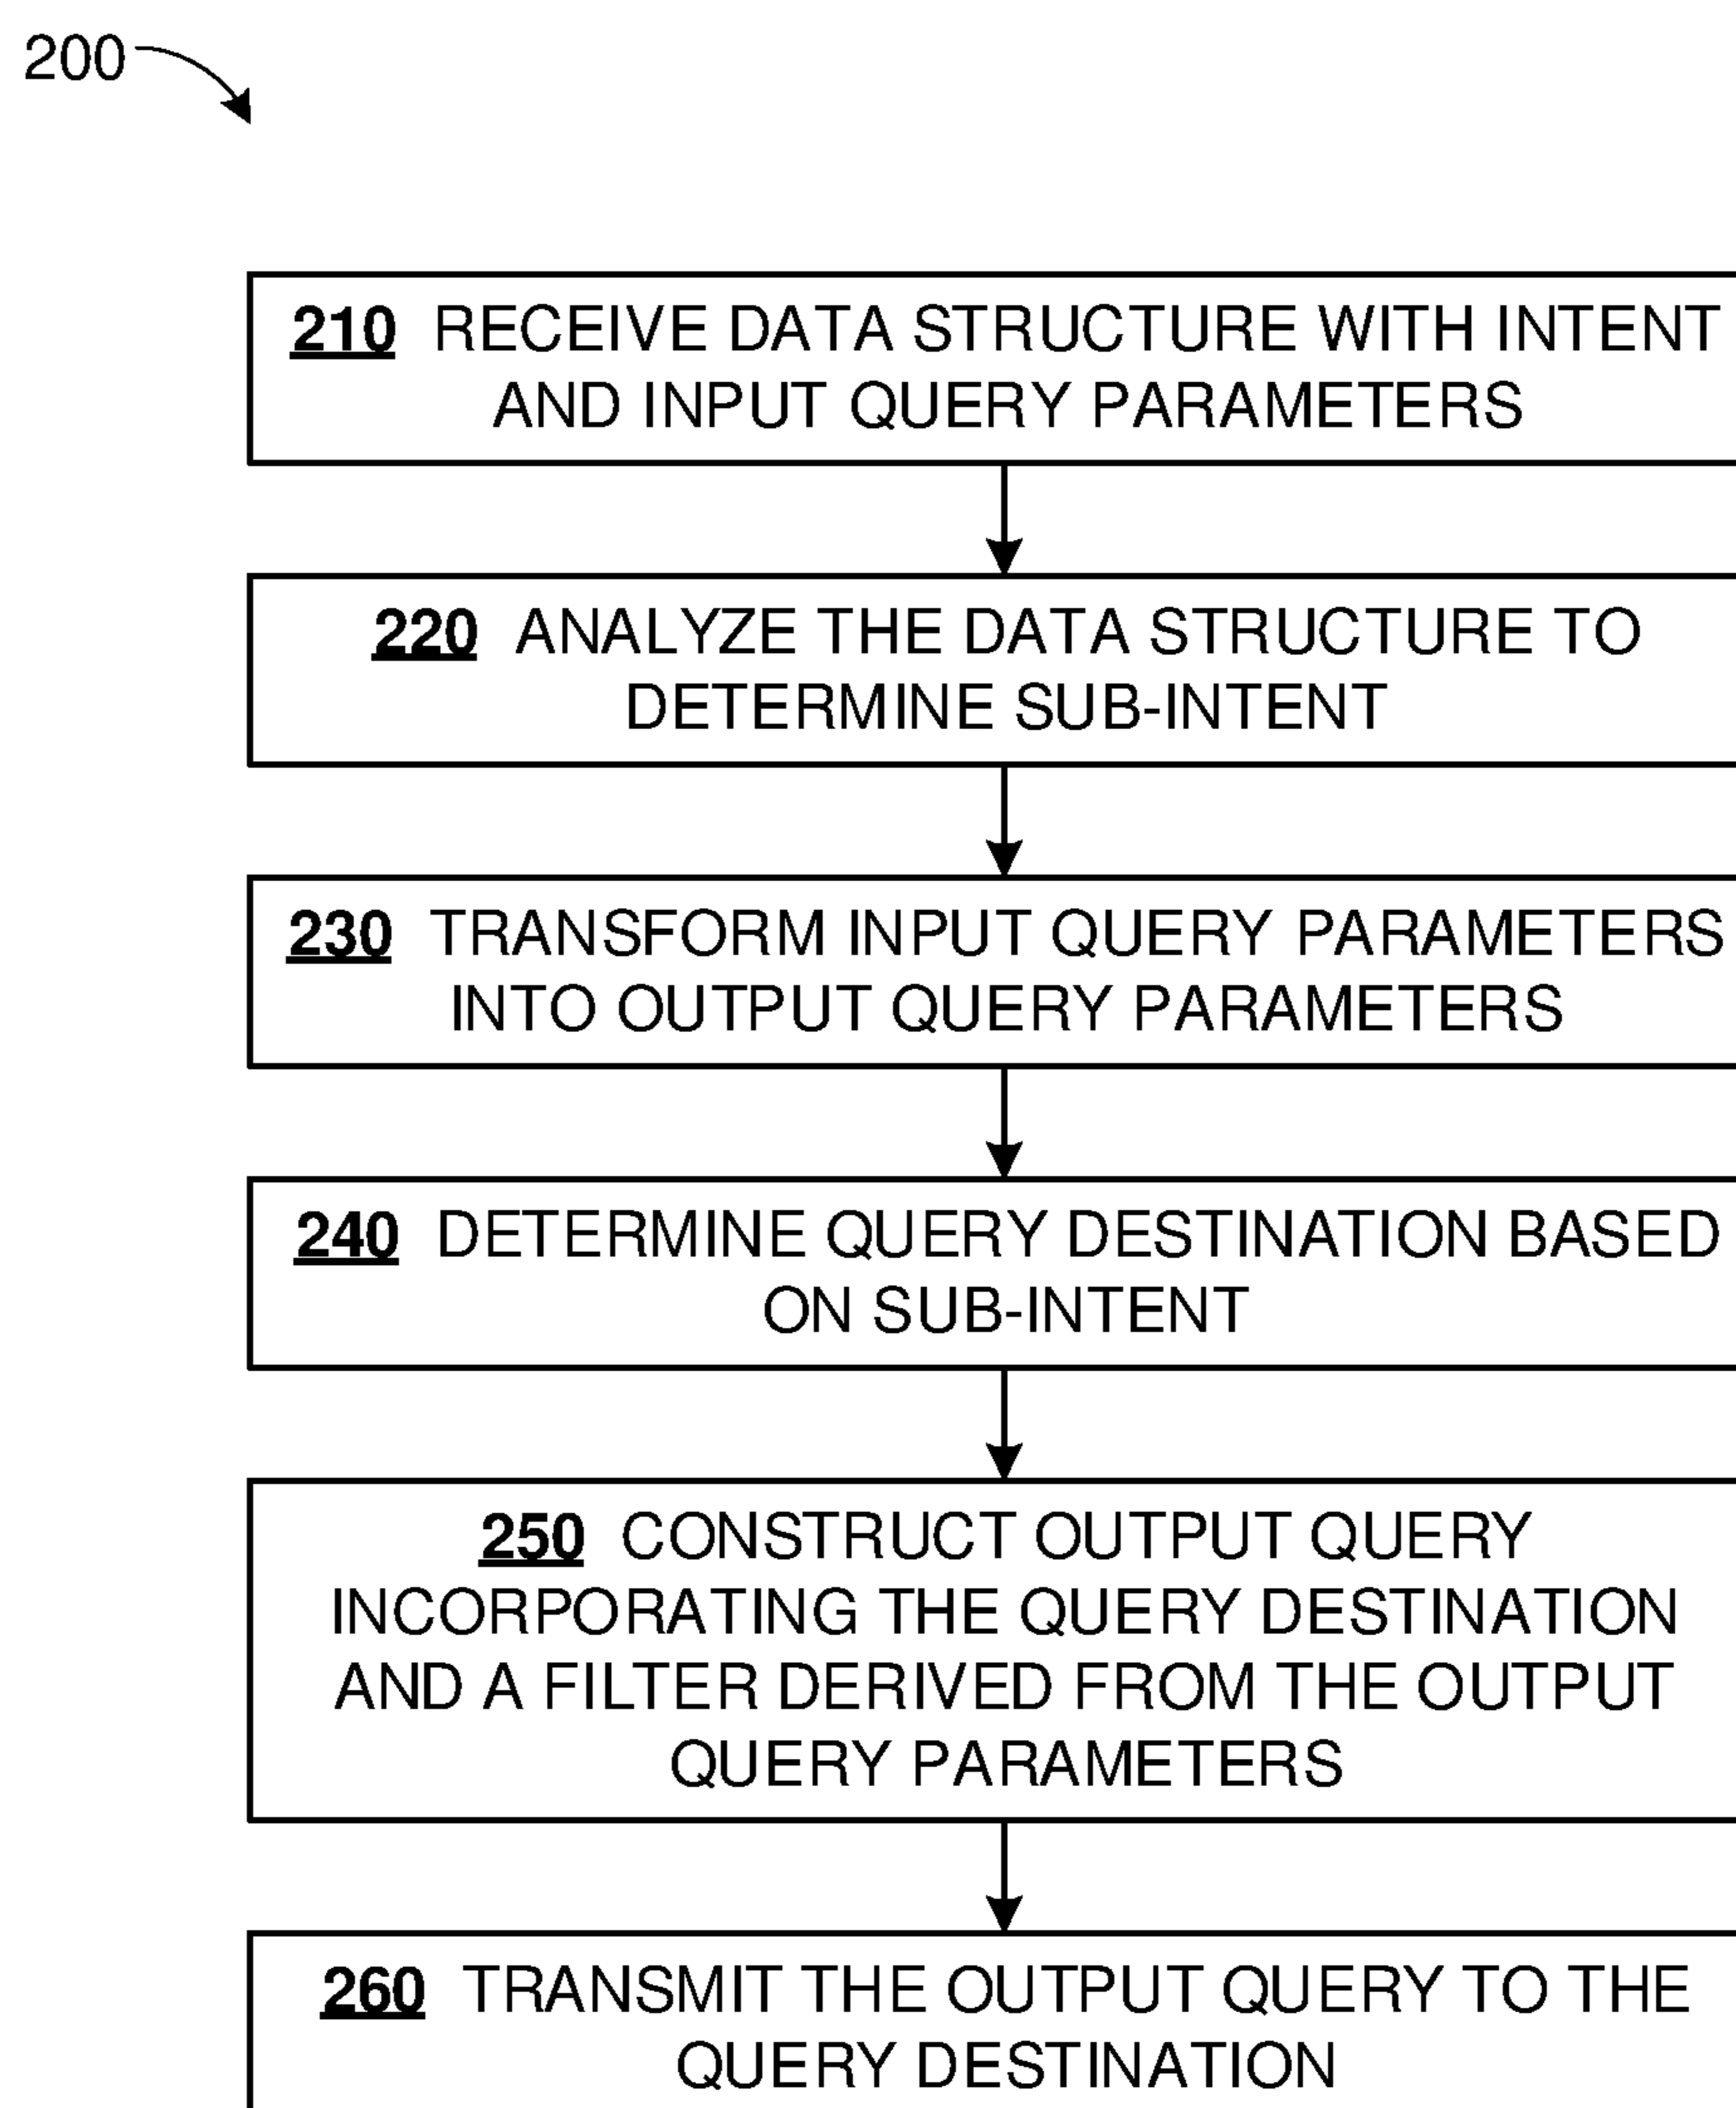 200
210 RECEIVE DATA STRUCTURE WITH INTENT
AND INPUT QUERY PARAMETERS
220 ANALYZE THE DATA STRUCTURE TO
DETERMINE SUB-INTENT
230 TRANSFORM INPUT QUERY PARAMETERS
INTO OUTPUT QUERY PARAMETERS
240 DETERMINE QUERY DESTINATION BASED
ON SUB-INTENT
250 CONSTRUCT OUTPUT QUERY
INCORPORATING THE QUERY DESTINATION
AND A FILTER DERIVED FROM THE OUTPUT
QUERY PARAMETERS
260 TRANSMIT THE OUTPUT QUERY TO THE
QUERY DESTINATION